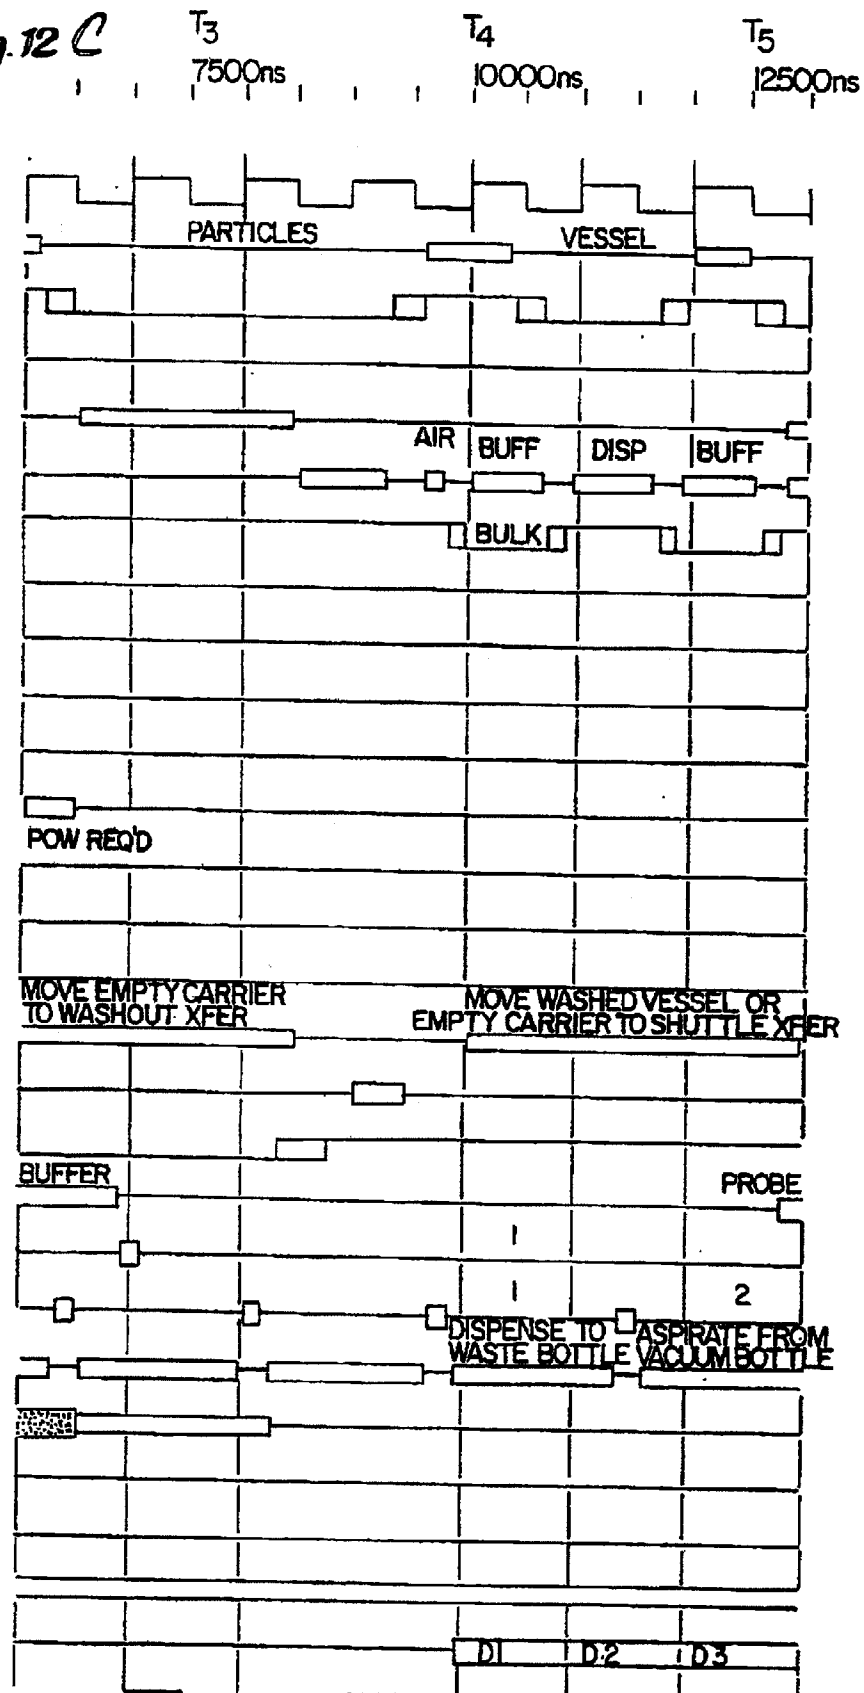 . 12 C
T3 T4 T5
7500ns 10000ns 12500ns
PARTICLES VESSEL
AIR BUFF DISP BUFF
BULK
POW REQ'D
MOVE EMPTY CARRIER
TO WASHOUT XFER
MOVE WASHED VESSEL OR
EMPTY CARRIER TO SHUTTLE XFER
BUFFER PROBE
1
1 2
DISPENSE TO
WASTE BOTTLE
ASPIRATE FROM
VACUUM BOTTLE
D1 D2 D3